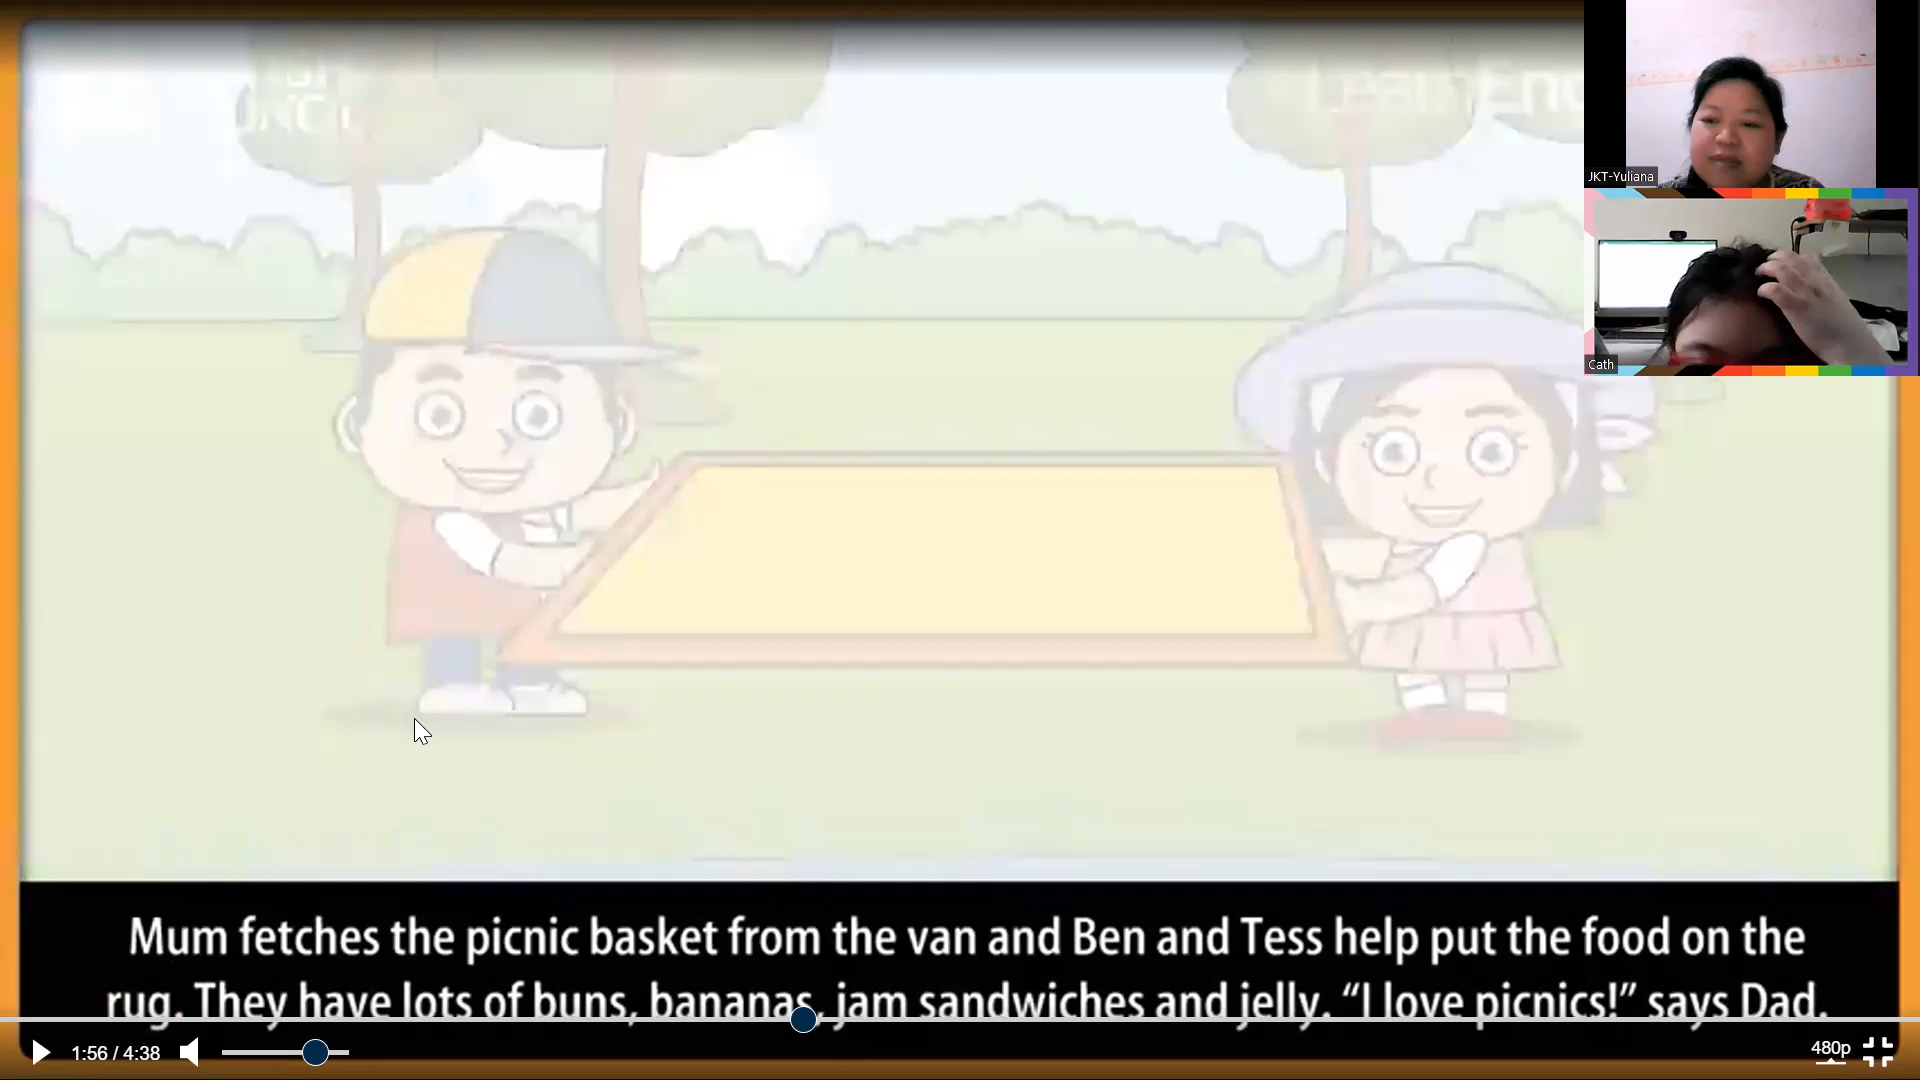 LearnEn
JKT-Yuliana
Cath
Mum fetches the picnic basket from the van and Ben and Tess help put the food on the
rug. They have lots of buns, bananas, jam sandwiches and jelly. “I love picnics!” says Dad.
1:56 / 4:38
480p